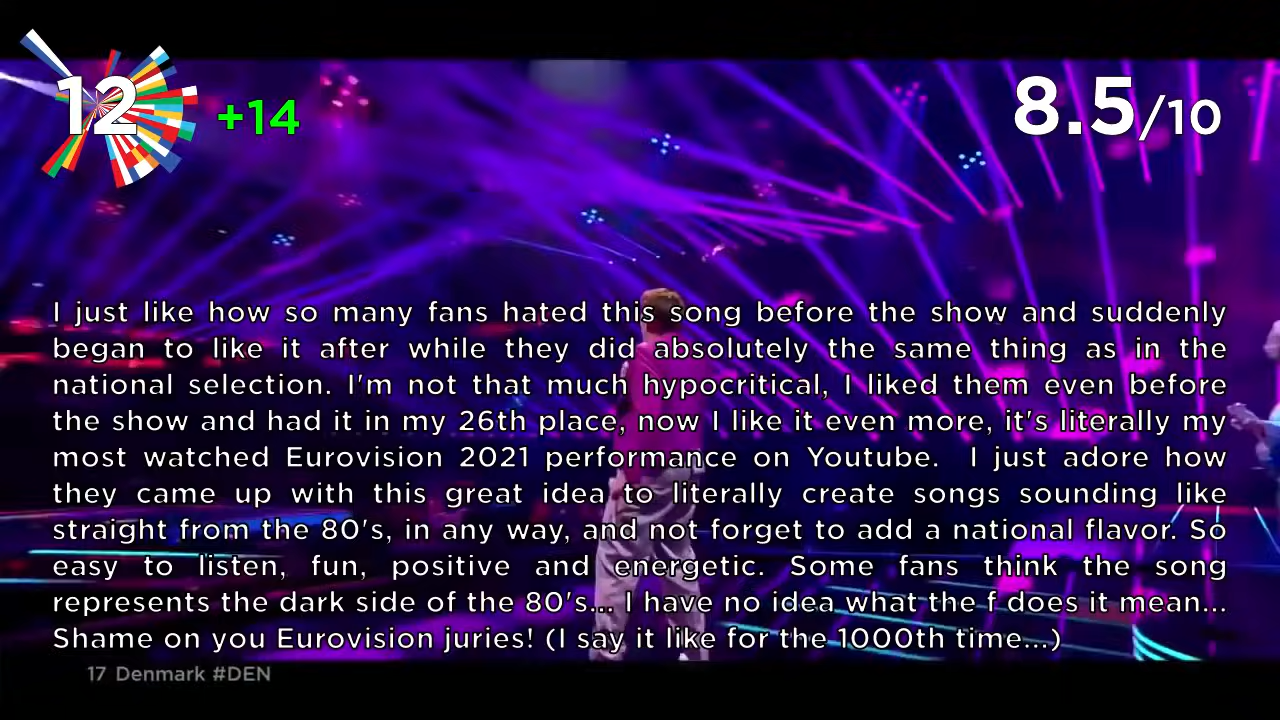 12
+14
8.5/10
I just like how so many fans hated this song before the show and suddenly
began to like it after while they did absolutely the same thing as in the
national selection. I'm not that much hypocritical, I liked them even before
the show and had it in my 26th place, now I like it even more, it's literally my
most watched Eurovision 2021 performance on Youtube. I just adore how
they came up with this great idea to literally create songs sounding like
straight from the 80's, in any way, and not forget to add a national flavor. So
easy to listen, fun, positive and energetic. Some fans think the song
represents the dark side of the 80's... I have no idea what the f does it mean...
Shame on you Eurovision juries! (I say it like for the 1000th time...)
17 Denmark #DEN